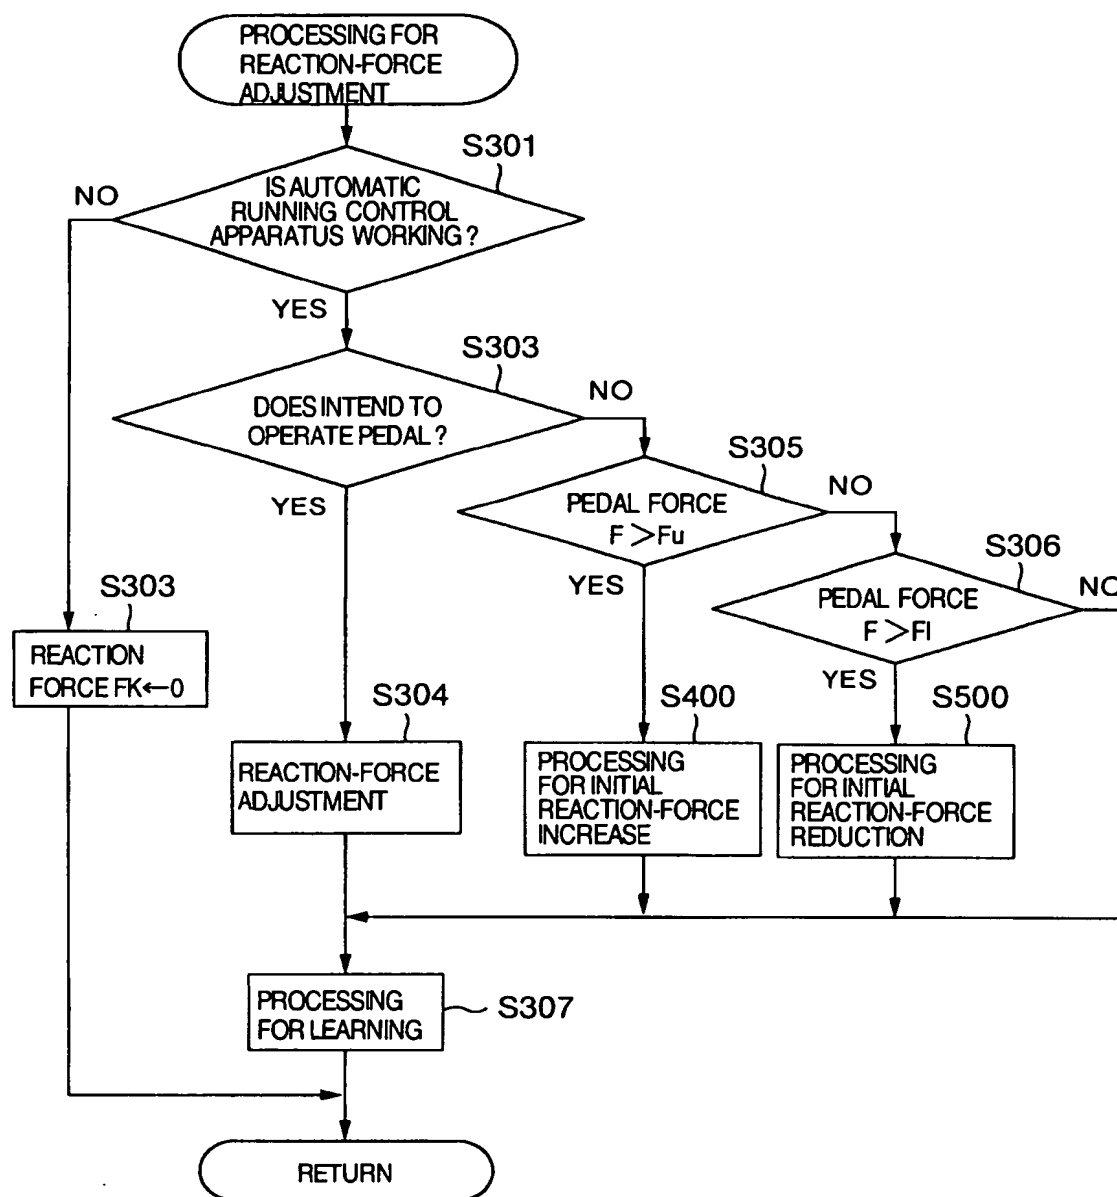 PROCESSING FOR
REACTION-FORCE
ADJUSTMENT
S301
NO
IS AUTOMATIC
RUNNING CONTROL
APPARATUS WORKING ?
YES
S303
NO
DOES INTEND TO
OPERATE PEDAL ?
YES
S305
NO
PEDAL FORCE
F > Fu
YES
S306
NO
PEDAL FORCE
F > Fl
YES
S303
REACTION
FORCE FK←0
S304
REACTION-FORCE
ADJUSTMENT
S400
PROCESSING
FOR INITIAL
REACTION-FORCE
INCREASE
S500
PROCESSING
FOR INITIAL
REACTION-FORCE
REDUCTION
PROCESSING
FOR LEARNING
S307
RETURN